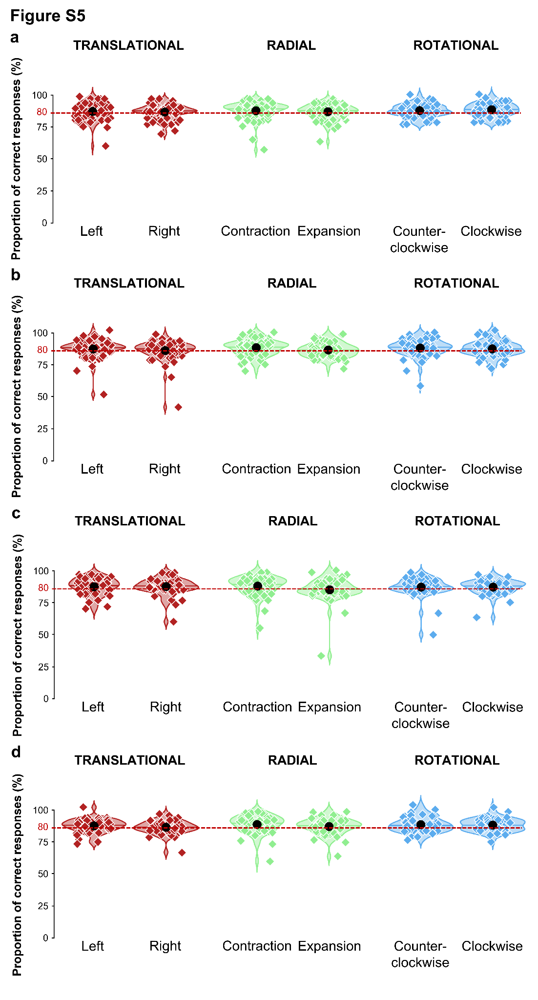 Figure S5
a
TRANSLATIONAL RADIAL ROTATIONAL
Proportion of correct responses (%)
100
80
75
50
25
0
Left Right Contraction Expansion Counter- Clockwise
clockwise
b
TRANSLATIONAL RADIAL ROTATIONAL
Proportion of correct responses (%)
100
80
75
50
25
0
Left Right Contraction Expansion Counter- Clockwise
clockwise
c
TRANSLATIONAL RADIAL ROTATIONAL
Proportion of correct responses (%)
100
80
75
50
25
0
Left Right Contraction Expansion Counter- Clockwise
clockwise
d
TRANSLATIONAL RADIAL ROTATIONAL
Proportion of correct responses (%)
100
80
75
50
25
0
Left Right Contraction Expansion Counter- Clockwise
clockwise